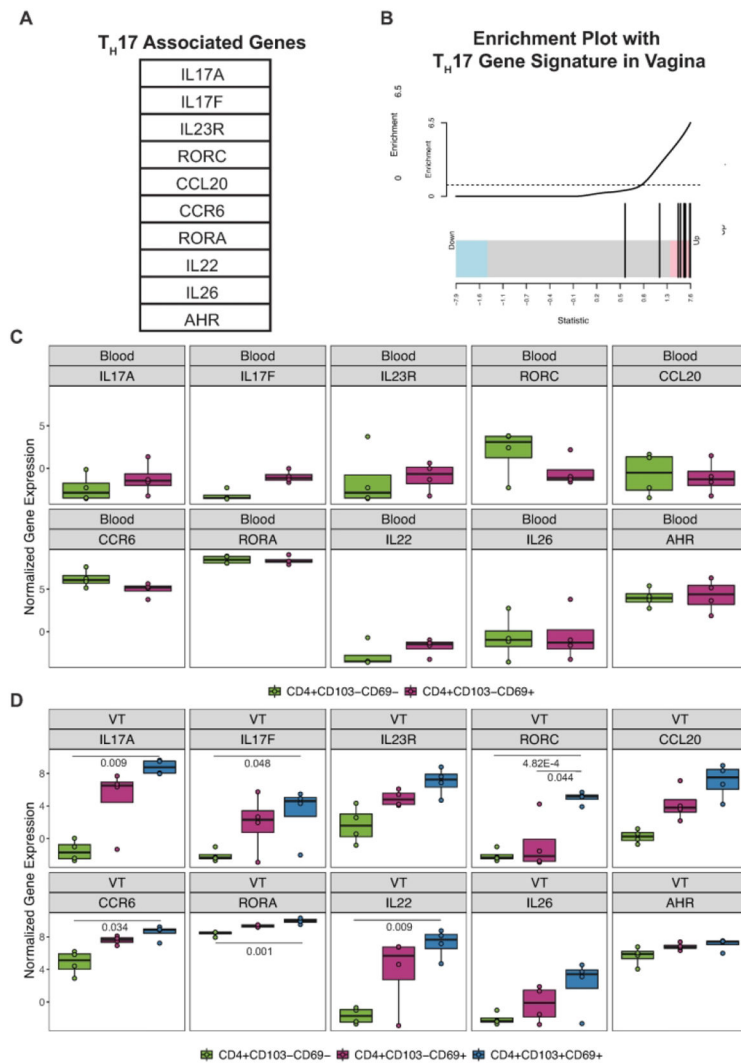 A
T_H17 Associated Genes
IL17A
IL17F
IL23R
RORC
CCL20
CCR6
RORA
IL22
IL26
AHR
B
Enrichment Plot with
T_H17 Gene Signature in Vagina
0 Enrichment 6.5
0 Enrichment 6.5
Down
Up
Up
-7.9 -1.6 -1.1 -0.7 -0.4 -0.1 0.2 0.5 0.8 1.3 7.6
Statistic
C
Normalized Gene Expression
Blood Blood Blood Blood Blood
IL17A IL17F IL23R RORC CCL20
5
0
Blood Blood Blood Blood Blood
CCR6 RORA IL22 IL26 AHR
5
0
CD4+CD103-CD69- CD4+CD103-CD69+
D
Normalized Gene Expression
VT VT VT VT VT
IL17A IL17F IL23R RORC CCL20
8
4
0
0.009 0.048 4.82E-4
0.044
VT VT VT VT VT
CCR6 RORA IL22 IL26 AHR
8
4
0
0.034 0.001 0.009
CD4+CD103-CD69- CD4+CD103-CD69+ CD4+CD103+CD69+